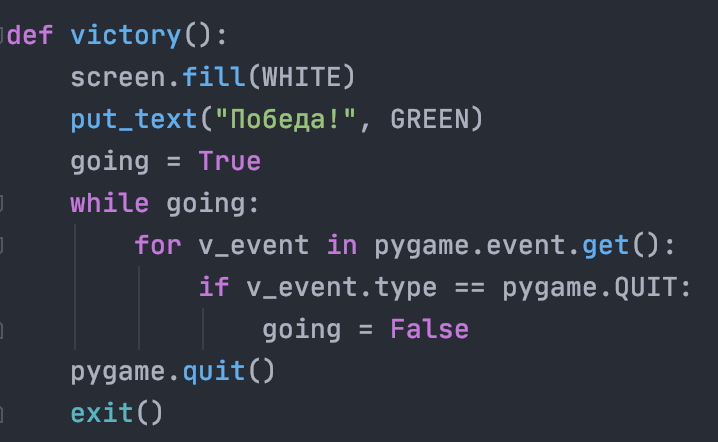 def victory():
    screen.fill(WHITE)
    put_text("Победа!", GREEN)
    going = True
    while going:
        for v_event in pygame.event.get():
            if v_event.type == pygame.QUIT:
                going = False
    pygame.quit()
    exit()